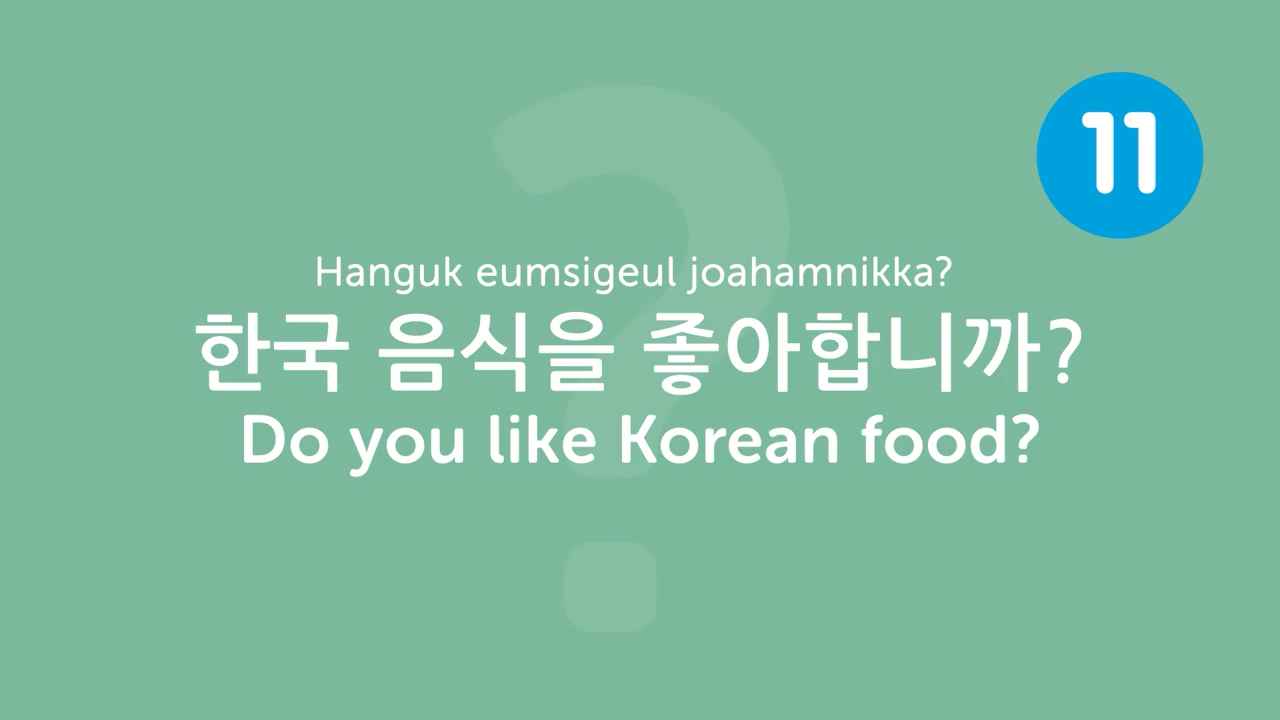 11
Hanguk eumsigeul joahamnikka?
한국 음식을 좋아합니까?
Do you like Korean food?